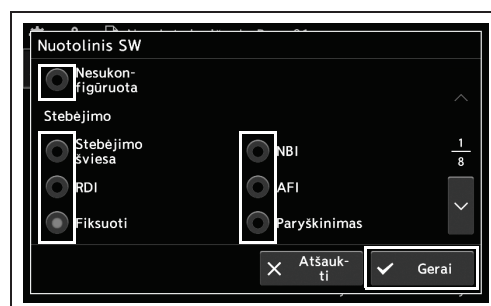 Nuotolinis SW
Nesukon-
figūruota
Stebėjimo
Stebėjimo
šviesa
NBI
1
8
RDI
AFI
Fiksuoti
Paryškinimas
Atšauk-
ti
Gerai